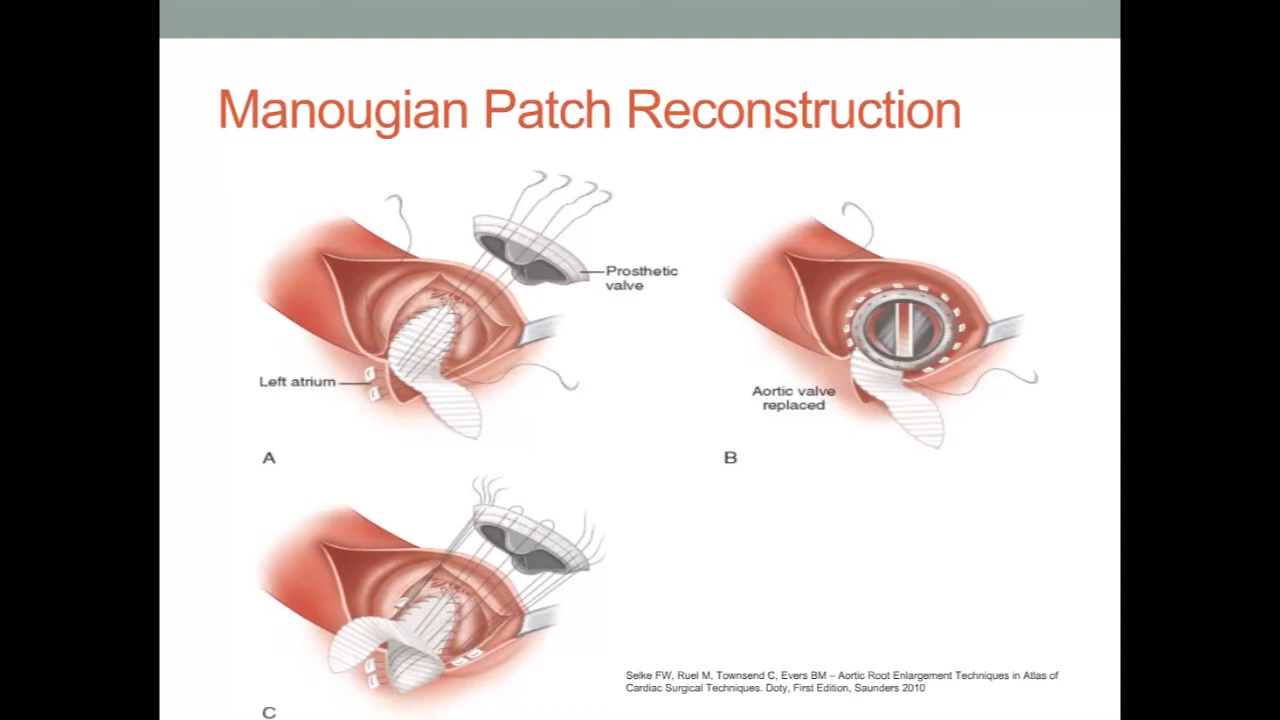 Manougian Patch Reconstruction
Prosthetic
valve
Left atrium
A
Aortic valve
replaced
B
C
Selke FW, Ruel M, Townsend C, Evers BM – Aortic Root Enlargement Techniques in Atlas of
Cardiac Surgical Techniques. Doty, First Edition, Saunders 2010